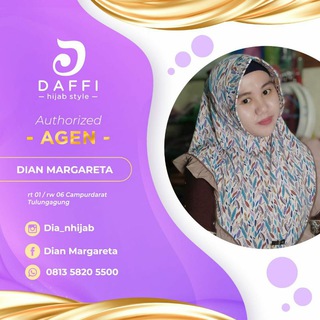 DAFFI
hijab style
Authorized
- AGEN -
DIAN MARGARETA
rt 01 / rw 06 Campurdarat
Tulungagung
Dia_nhijab
Dian Margareta
0813 5820 5500